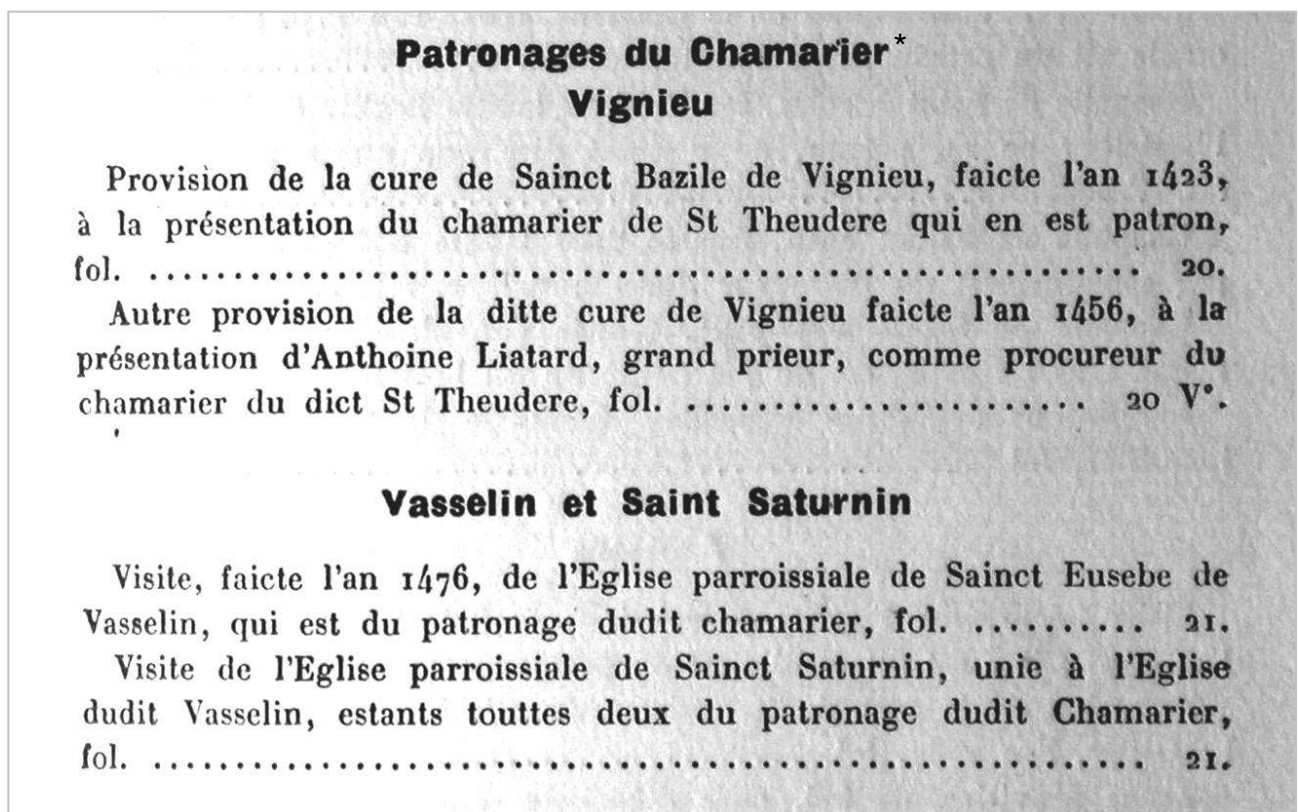 Patronages du Chamarier*
Vignieu
Provision de la cure de Sainct Bazile de Vignieu, faicte l'an 1423,
à la présentation du chamarier de St Theudere qui en est patron,
fol. .................................................... 20.
Autre provision de la ditte cure de Vignieu faicte l'an 1456, à la
présentation d'Anthoine Liatard, grand prieur, comme procureur du
chamarier du dict St Theudere, fol. ....................... 20 V°.
Vasselin et Saint Saturnin
Visite, faicte l'an 1476, de l'Eglise parroissiale de Sainct Eusebe de
Vasselin, qui est du patronage dudit chamarier, fol. .......... 21.
Visite de l'Eglise parroissiale de Sainct Saturnin, unie à l'Eglise
dudit Vasselin, estants touttes deux du patronage dudit Chamarier,
fol. .................................................... 21.